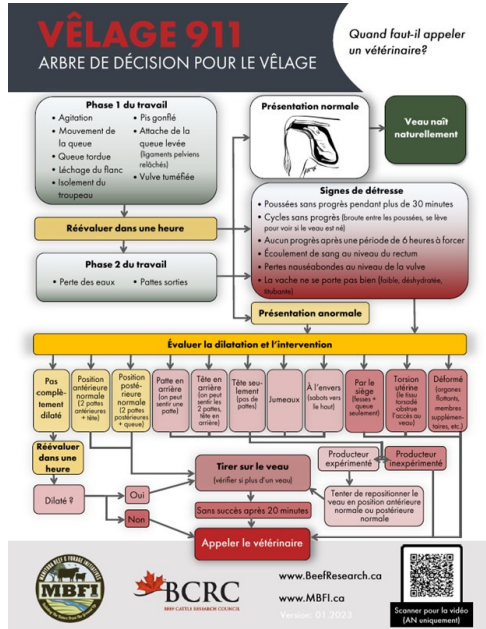 VÊLAGE 911
ARBRE DE DÉCISION POUR LE VÊLAGE
Quand faut-il appeler
un vétérinaire?
Phase 1 du travail
• Agitation
• Mouvement de
la queue
• Queue tordue
• Léchage du flanc
• Isolement du
troupeau
• Pis gonflé
• Attache de la
queue levée
(ligaments pelviens
relâchés)
• Vulve tuméfiée
Présentation normale
Veau naît
naturellement
Réévaluer dans une heure
Phase 2 du travail
• Perte des eaux
• Pattes sorties
Signes de détresse
• Poussées sans progrès pendant plus de 30 minutes
• Cycles sans progrès (broute entre les poussées, se lève
pour voir si le veau est né)
• Aucun progrès après une période de 6 heures à forcer
• Écoulement de sang au niveau du rectum
• Pertes nauséabondes au niveau de la vulve
• La vache ne se porte pas bien (faible, déshydratée,
titubante)
Présentation anormale
Évaluer la dilatation et l'intervention
Pas
complè-
tement
dilaté
Position
antérieure
normale
(2 pattes
antérieures
+ tête)
Position
posté-
rieure
normale
(2 pattes
postérieures
+ queue)
Patte en
arrière
(on peut
sentir une
patte)
Tête en
arrière
(on peut
sentir les
2 pattes,
tête en
arrière)
Tête seu-
lement
(pas de
pattes)
Jumeaux
À l'envers
(sabots vers
le haut)
Par le
siège
(fesses +
queue
seulement)
Torsion
utérine
(le tissu
torsadé
obstrue
l'accès au
veau)
Déformé
(organes
flottants,
membres
supplémen-
taires, etc.)
Réévaluer
dans une
heure
Dilaté ?
Oui
Non
Tirer sur le veau
(vérifier si plus d'un veau)
Sans succès après 20 minutes
Appeler le vétérinaire
Producteur
expérimenté
Producteur
inexpérimenté
Tenter de repositionner le
veau en position antérieure
normale ou postérieure
normale
MANITOBA BEEF & FORAGE INITIATIVES
MBFI
BCRC
BEEF CATTLE RESEARCH COUNCIL
www.BeefResearch.ca
www.MBFI.ca
Version: 01.2023
Scanner pour la vidéo
(AN uniquement)